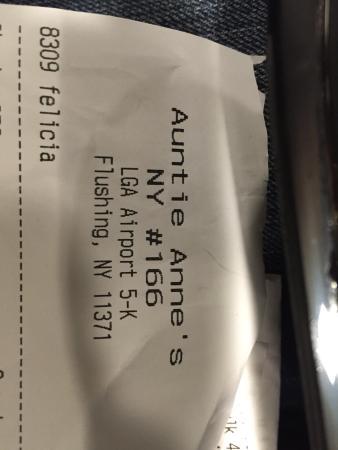 Auntie Anne's
NY #166
LGA Airport 5-K
Flushing, NY 11371
8309 felicia